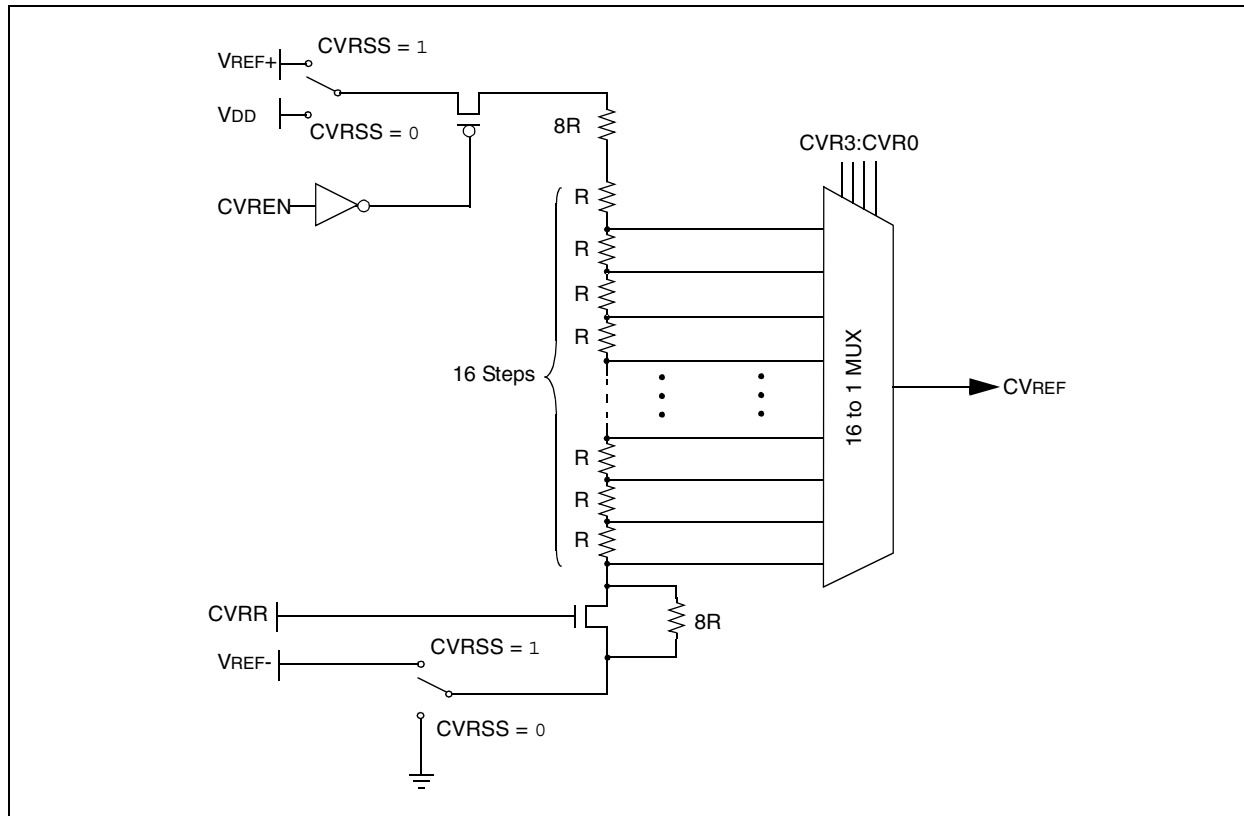 CVRSS = 1
VREF+
VDD
CVRSS = 0
8R
CVR3:CVR0
CVREN
R
R
R
R
16 Steps
16 to 1 MUX
CVREF
R
R
R
CVRR
8R
CVRSS = 1
VREF-
CVRSS = 0